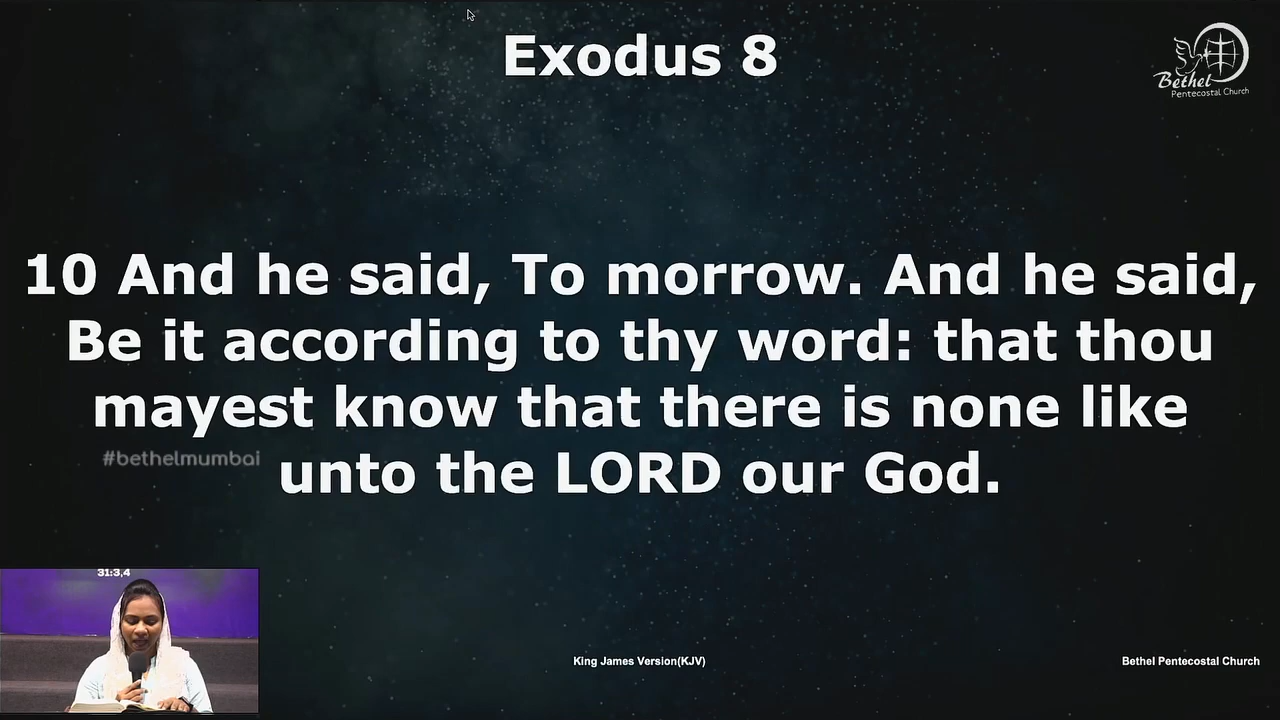 Exodus 8
Bethel
Pentecostal Church
10 And he said, To morrow. And he said,
Be it according to thy word: that thou
mayest know that there is none like
unto the LORD our God.
#bethelmumbai
31:3,4
King James Version(KJV)
Bethel Pentecostal Church